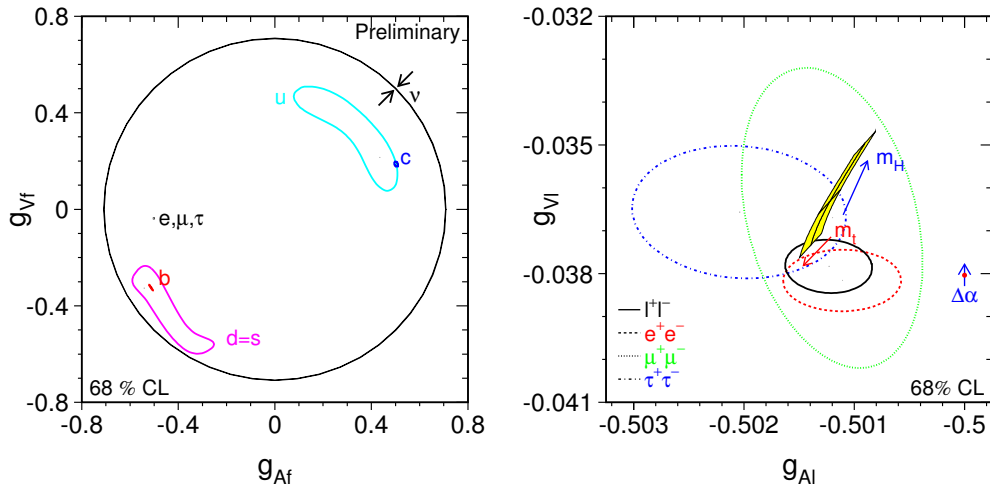 0.8
0.4
0
-0.4
-0.8
g_Vf
Preliminary
u
ν
c
e,μ,τ
b
d=s
68 % CL
-0.8
-0.4
0
0.4
0.8
g_Af
-0.032
-0.035
-0.038
-0.041
g_Vl
m_H
m_t
Δα
l⁺l⁻
e⁺e⁻
μ⁺μ⁻
τ⁺τ⁻
68% CL
-0.503
-0.502
-0.501
-0.5
g_Al